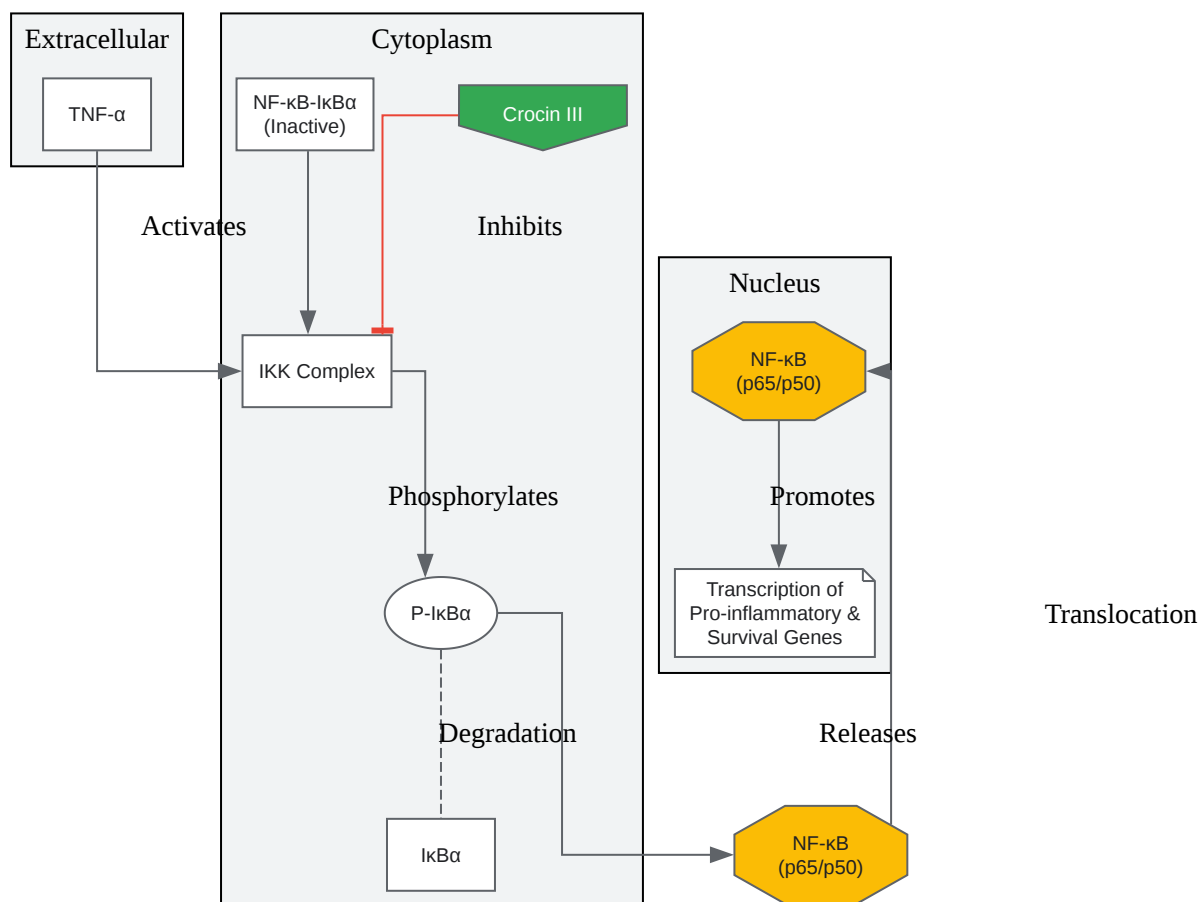 Extracellular
Cytoplasm
TNF-α
NF-κB-IκBα
(Inactive)
Crocin III
Activates
Inhibits
Nucleus
NF-κB
(p65/p50)
IKK Complex
Phosphorylates
Promotes
Transcription of
Pro-inflammatory &
Survival Genes
P-IκBα
Translocation
Degradation
Releases
IκBα
NF-κB
(p65/p50)